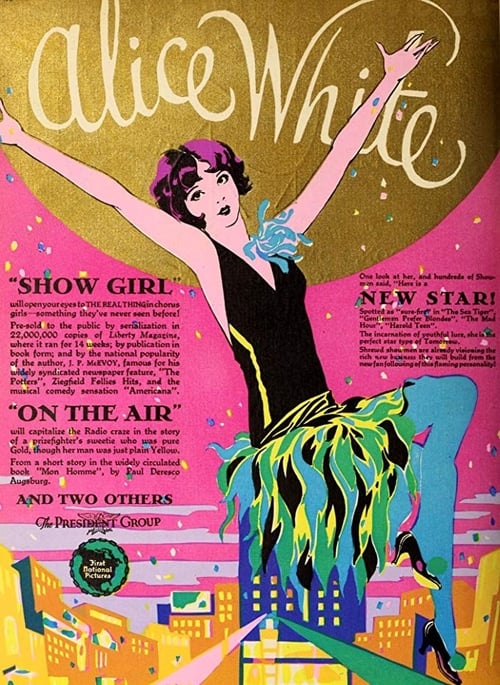 Alice White
"SHOW GIRL"
will open your eyes to THE REAL THING in chorus
girls—something they've never seen before!
Pre-sold to the public by serialization in
22,000,000 copies of Liberty Magazine,
where it ran for 14 weeks; by publication in
book form; and by the national popularity
of the author, J. P. McEVOY, famous for his
widely syndicated newspaper feature, "The
Potters", Ziegfield Follies Hits, and the
musical comedy sensation "Americana".
"ON THE AIR"
will capitalize the Radio craze in the story
of a prizefighter's sweetie who was pure
Gold, though her man was just plain Yellow.
From a short story in the widely circulated
book "Mon Homme", by Paul Deresco
Augsburg.
AND TWO OTHERS
The PRESIDENT GROUP
First
National
Pictures
One look at her, and hundreds of Show-
men said, "Here is a
NEW STAR!
Spotted as "sure-fire" in "The Sea Tiger",
"Gentlemen Prefer Blondes", "The Mad
Hour", "Harold Teen".
The incarnation of youthful lure, she is the
perfect star type of Tomorrow.
Shrewd showmen are already visioning the
rich new business they will build from the
new fan following of this flaming personality!